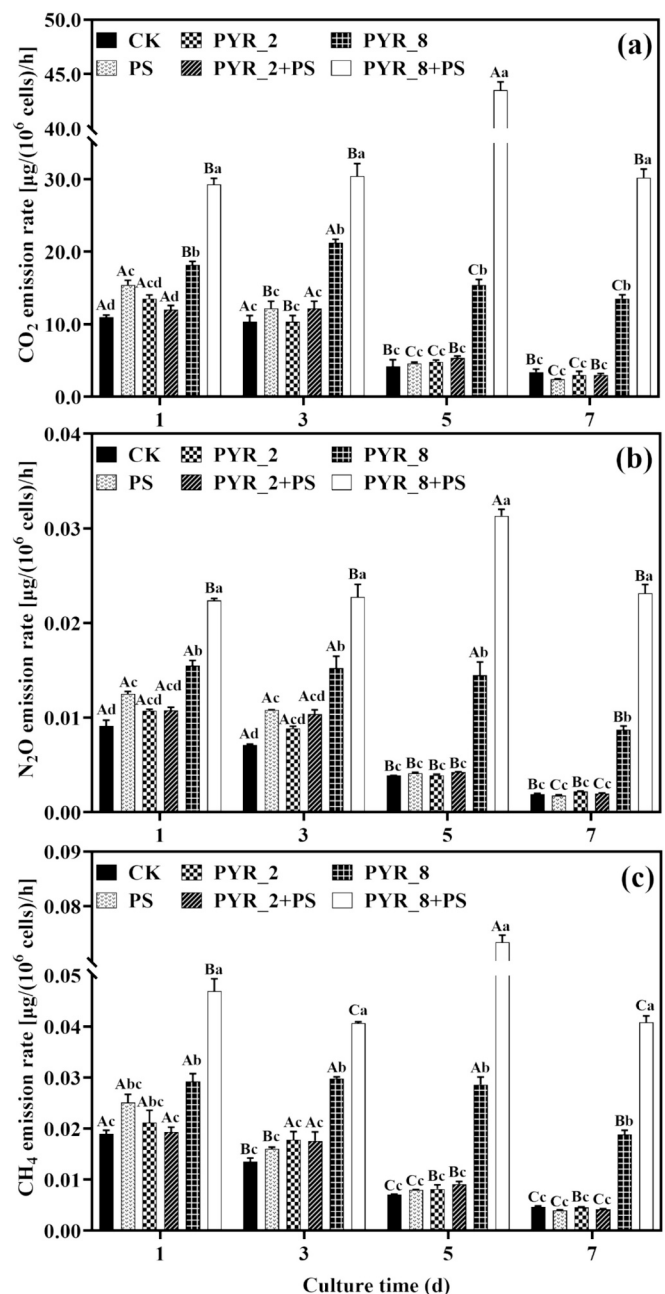 50.0
CK PYR_2 PYR_8 (a)
PS PYR_2+PS PYR_8+PS
45.0
40.0
30.0
20.0
10.0
0.0
CO₂ emission rate [μg/(10⁶ cells)/h]
Ad Ac Acd Ad Bb Ba
Ac Bc Bc Ac Ab Ba
Bc Cc Cc Bc Cb Aa
Bc Cc Cc Bc Cb Ba
1 3 5 7
0.04
CK PYR_2 PYR_8 (b)
PS PYR_2+PS PYR_8+PS
0.03
0.02
0.01
0.00
N₂O emission rate [μg/(10⁶ cells)/h]
Ad Ac Acd Acd Ab Ba
Ad Ac Acd Acd Ab Ba
Bc Bc Bc Bc Ab Aa
Bc Cc Bc Cc Bb Ba
1 3 5 7
0.09
CK PYR_2 PYR_8 (c)
PS PYR_2+PS PYR_8+PS
0.08
0.05
0.04
0.03
0.02
0.01
0.00
CH₄ emission rate [μg/(10⁶ cells)/h]
Ac Abc Abc Ac Ab Ba
Bc Bc Ac Ac Ab Ca
Cc Cc Bc Bc Ab Aa
Cc Cc Bc Cc Bb Ca
1 3 5 7
Culture time (d)